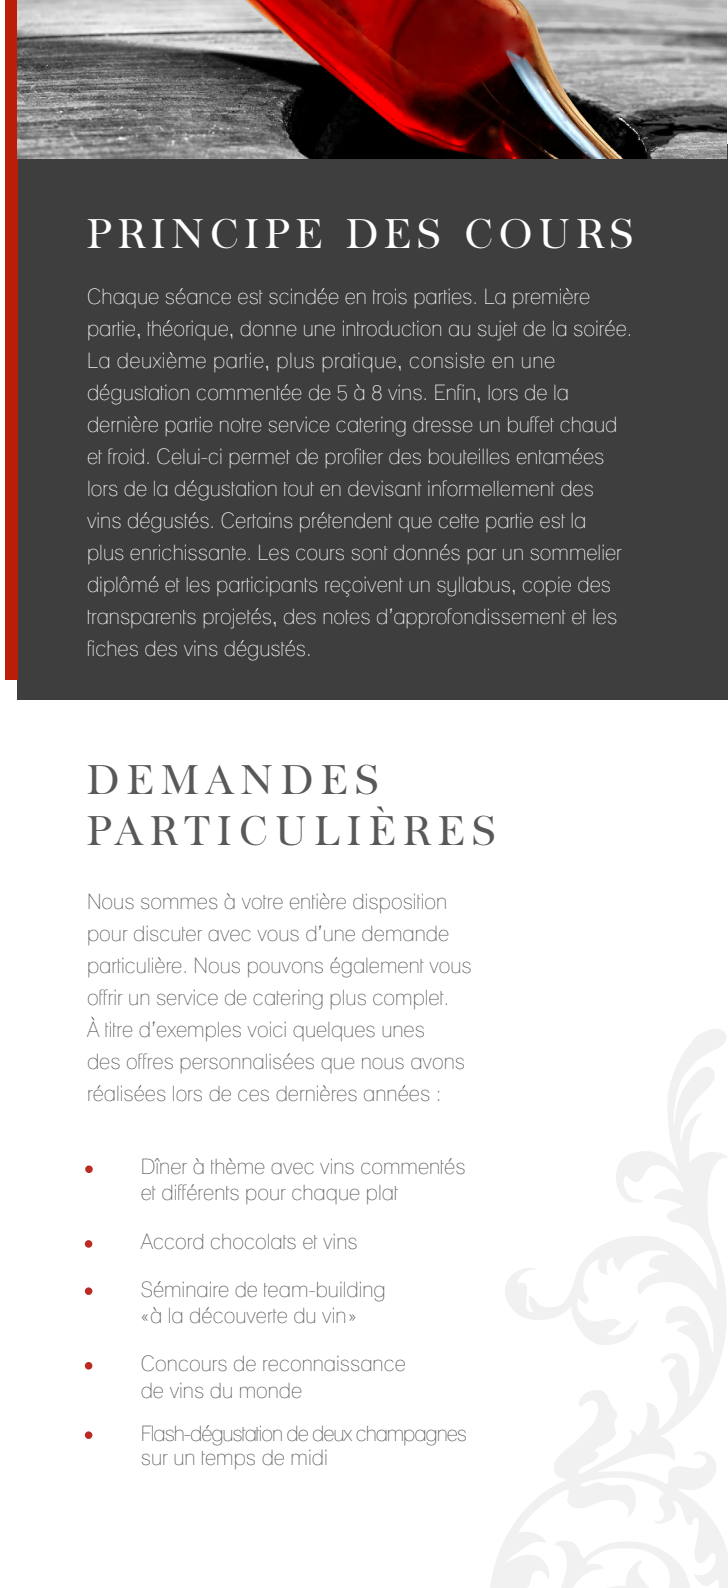 PRINCIPE DES COURS
Chaque séance est scindée en trois parties. La première
partie, théorique, donne une introduction au sujet de la soirée.
La deuxième partie, plus pratique, consiste en une
dégustation commentée de 5 à 8 vins. Enfin, lors de la
dernière partie notre service catering dresse un buffet chaud
et froid. Celui-ci permet de profiter des bouteilles entamées
lors de la dégustation tout en devisant informellement des
vins dégustés. Certains prétendent que cette partie est la
plus enrichissante. Les cours sont donnés par un sommelier
diplômé et les participants reçoivent un syllabus, copie des
transparents projetés, des notes d'approfondissement et les
fiches des vins dégustés.
DEMANDES
PARTICULIÈRES
Nous sommes à votre entière disposition
pour discuter avec vous d'une demande
particulière. Nous pouvons également vous
offrir un service de catering plus complet.
À titre d'exemples voici quelques unes
des offres personnalisées que nous avons
réalisées lors de ces dernières années :
• Dîner à thème avec vins commentés
et différents pour chaque plat
• Accord chocolats et vins
• Séminaire de team-building
«à la découverte du vin»
• Concours de reconnaissance
de vins du monde
• Flash-dégustation de deux champagnes
sur un temps de midi